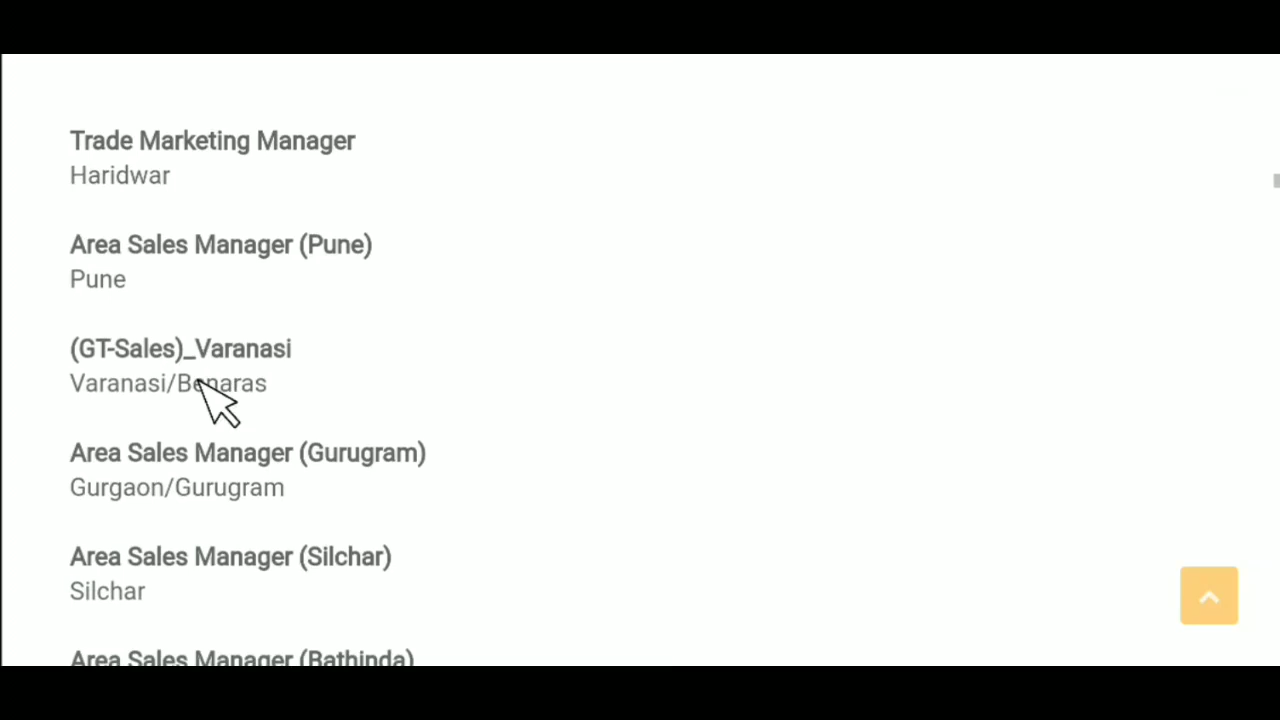 Trade Marketing Manager
Haridwar
Area Sales Manager (Pune)
Pune
(GT-Sales)_Varanasi
Varanasi/Benaras
Area Sales Manager (Gurugram)
Gurgaon/Gurugram
Area Sales Manager (Silchar)
Silchar
Area Sales Manager (Bathinda)